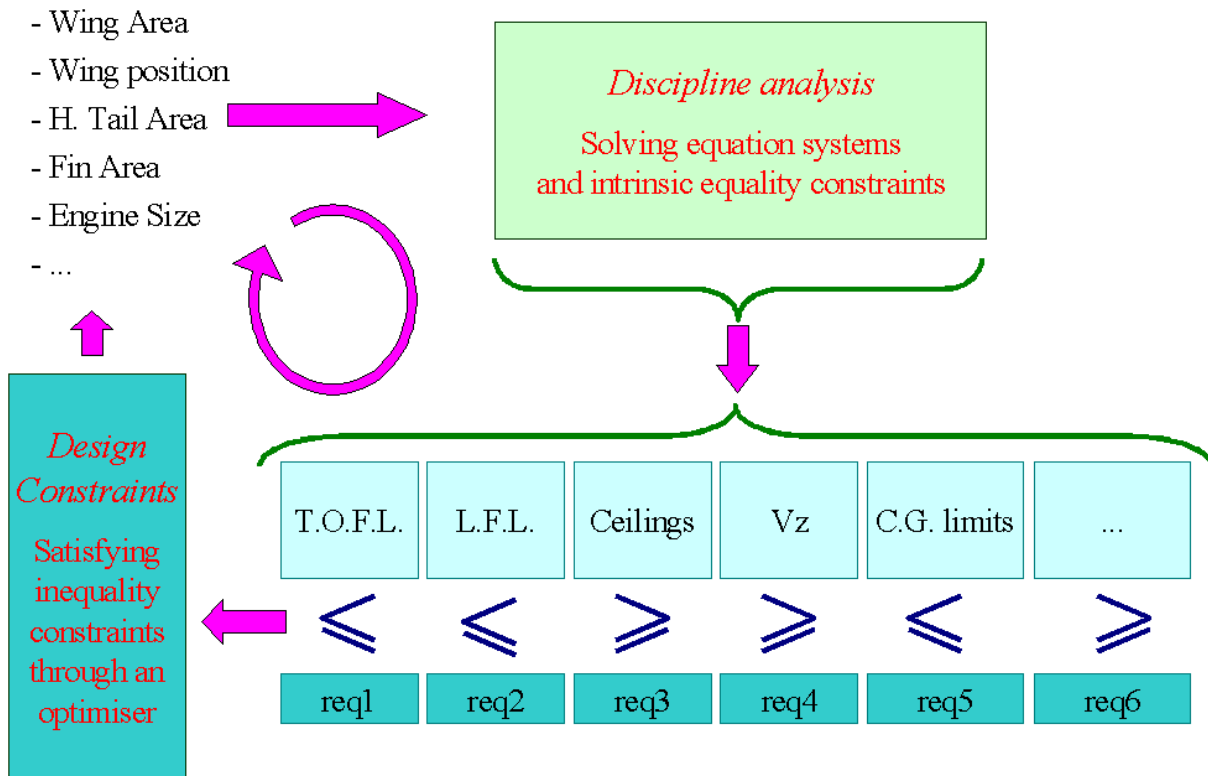 - Wing Area
- Wing position
- H. Tail Area
- Fin Area
- Engine Size
- ...
Discipline analysis
Solving equation systems
and intrinsic equality constraints
Design
Constraints
Satisfying
inequality
constraints
through an
optimiser
T.O.F.L. L.F.L. Ceilings Vz C.G. limits ...
⩽ ⩽ ⩾ ⩾ ⩽ ⩾
req1 req2 req3 req4 req5 req6